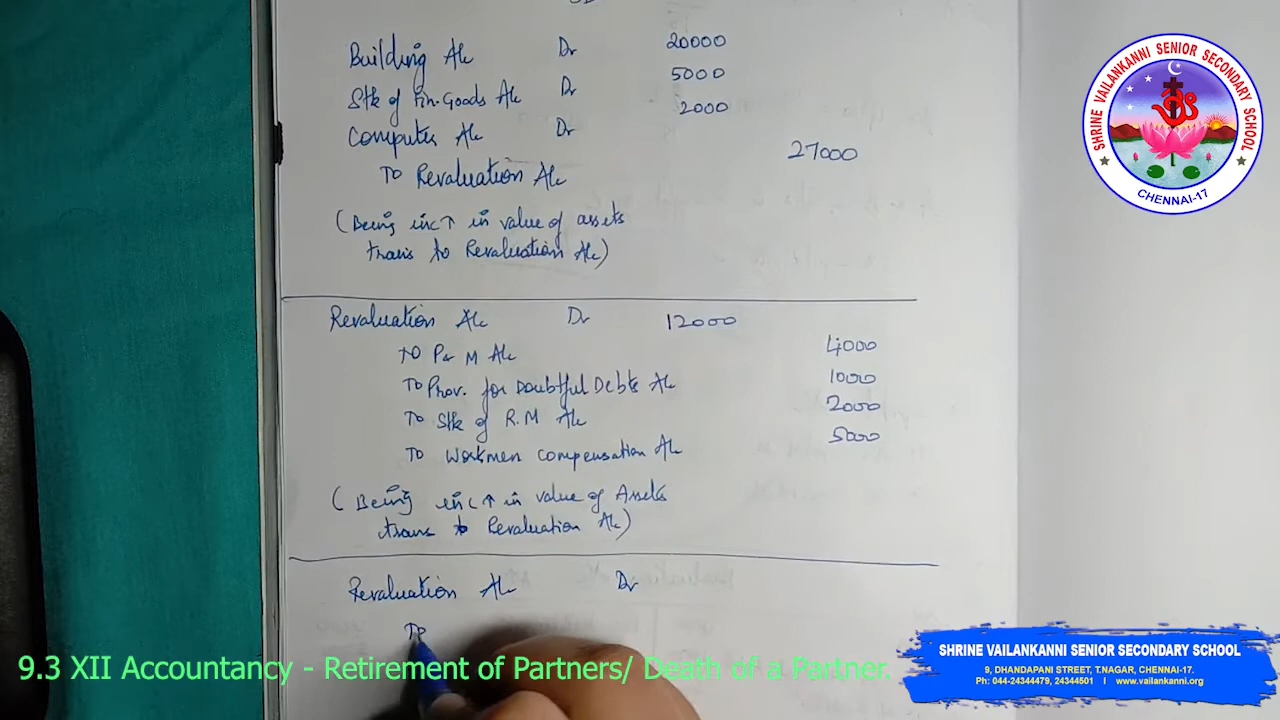 Building A/c Dr 20000
Stk of Fin. Goods A/c Dr 5000
Computer A/c Dr 2000
To Revaluation A/c 27000
(Being inc↑ in value of assets
trans to Revaluation A/c)
Revaluation A/c Dr 12000
To P & M A/c 4000
To Prov. for Doubtful Debts A/c 1000
To Stk of R.M A/c 2000
To Workmen compensation A/c 5000
(Being inc↑ in value of Assets
trans to Revaluation A/c)
Revaluation A/c Dr
To
9.3 XII Accountancy - Retirement of Partners/ Death of a Partner.
SHRINE VAILANKANNI SENIOR SECONDARY SCHOOL
CHENNAI-17
SHRINE VAILANKANNI SENIOR SECONDARY SCHOOL
9, DHANDAPANI STREET, T.NAGAR, CHENNAI-17.
Ph: 044-24344479, 24344501 I www.vailankanni.org